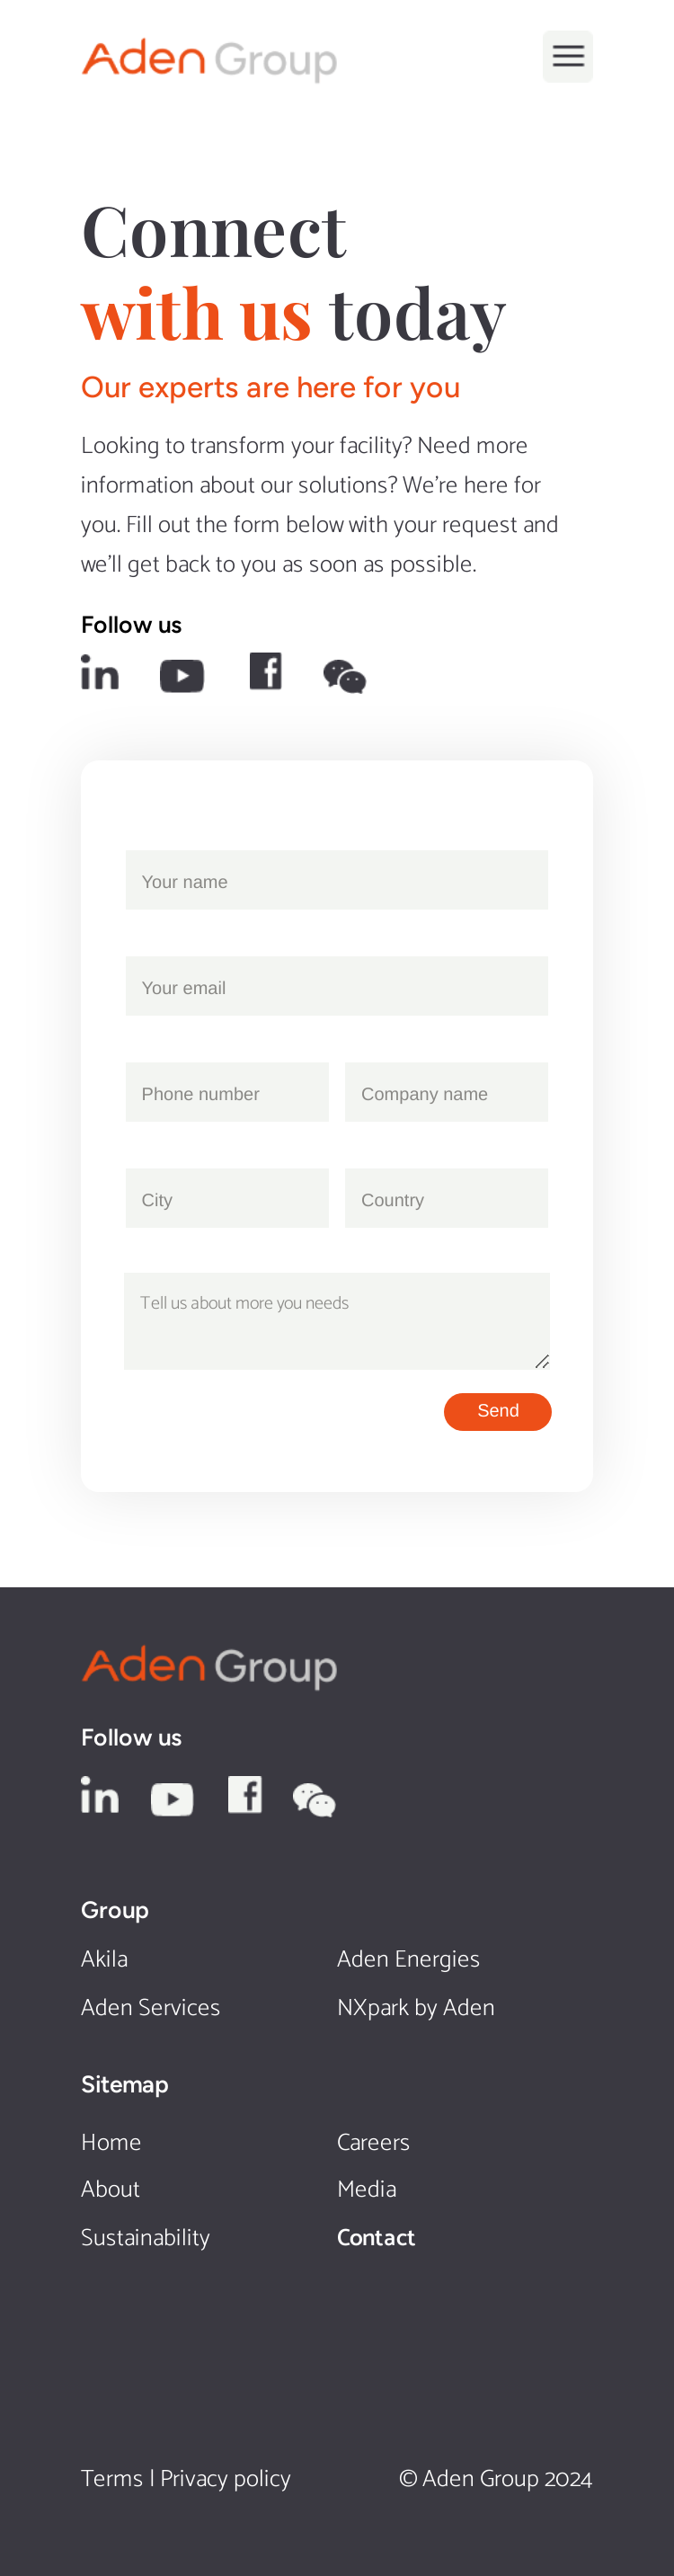 Aden Group
Connect
with us today
Our experts are here for you
Looking to transform your facility? Need more
information about our solutions? We’re here for
you. Fill out the form below with your request and
we’ll get back to you as soon as possible.
Follow us
in
f
Your name
Your email
Phone number
Company name
City
Country
Tell us about more you needs
Send
Aden Group
Follow us
in
f
Group
Akila
Aden Energies
Aden Services
NXpark by Aden
Sitemap
Home
Careers
About
Media
Sustainability
Contact
Terms | Privacy policy
© Aden Group 2024